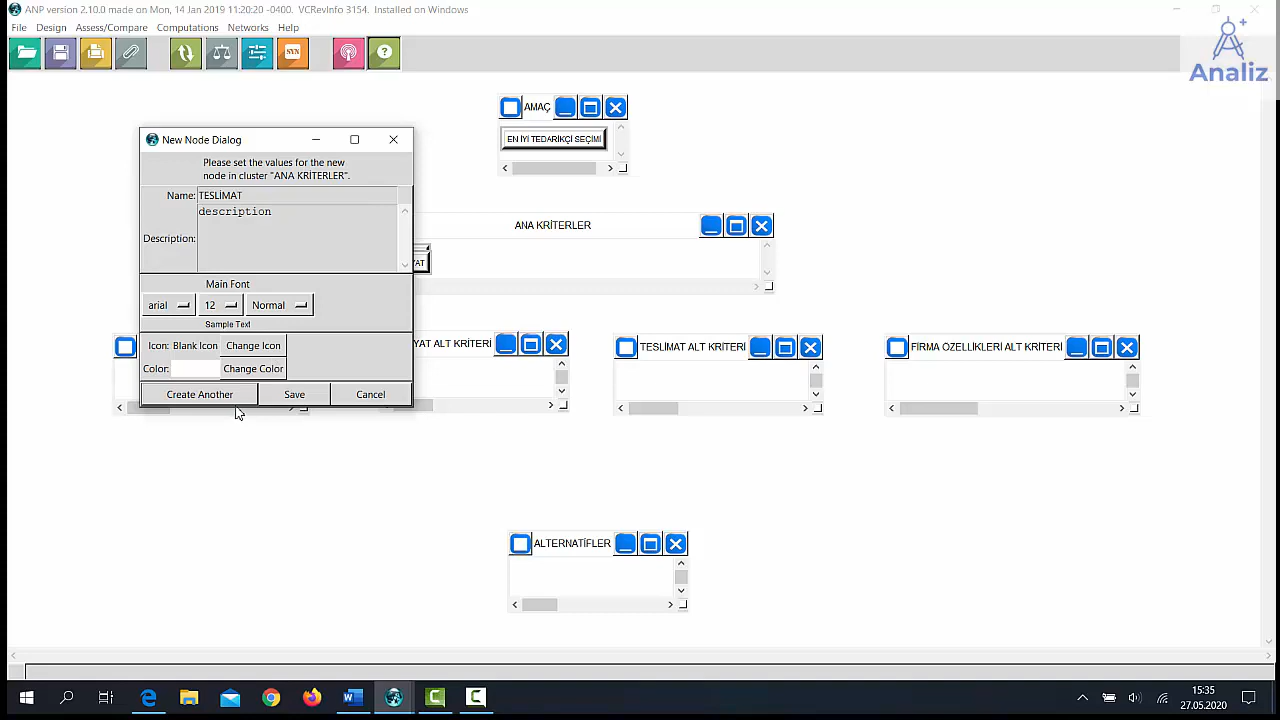 ANP version 2.10.0 made on Mon, 14 Jan 2019 11:20:20 -0400. VCRevInfo 3154. Installed on Windows
File Design Assess/Compare Computations Networks Help
SYN
Analiz
AMAÇ
EN İYİ TEDARİKÇİ SEÇİMİ
New Node Dialog
Please set the values for the new
node in cluster "ANA KRİTERLER".
Name: TESLİMAT
description
Description:
Main Font
arial 12 Normal
Sample Text
Icon: Blank Icon Change Icon
Color: Change Color
Create Another Save Cancel
ANA KRİTERLER
YAT
YAT ALT KRİTERİ
TESLİMAT ALT KRİTERİ
FİRMA ÖZELLİKLERİ ALT KRİTERİ
ALTERNATİFLER
15:35
27.05.2020